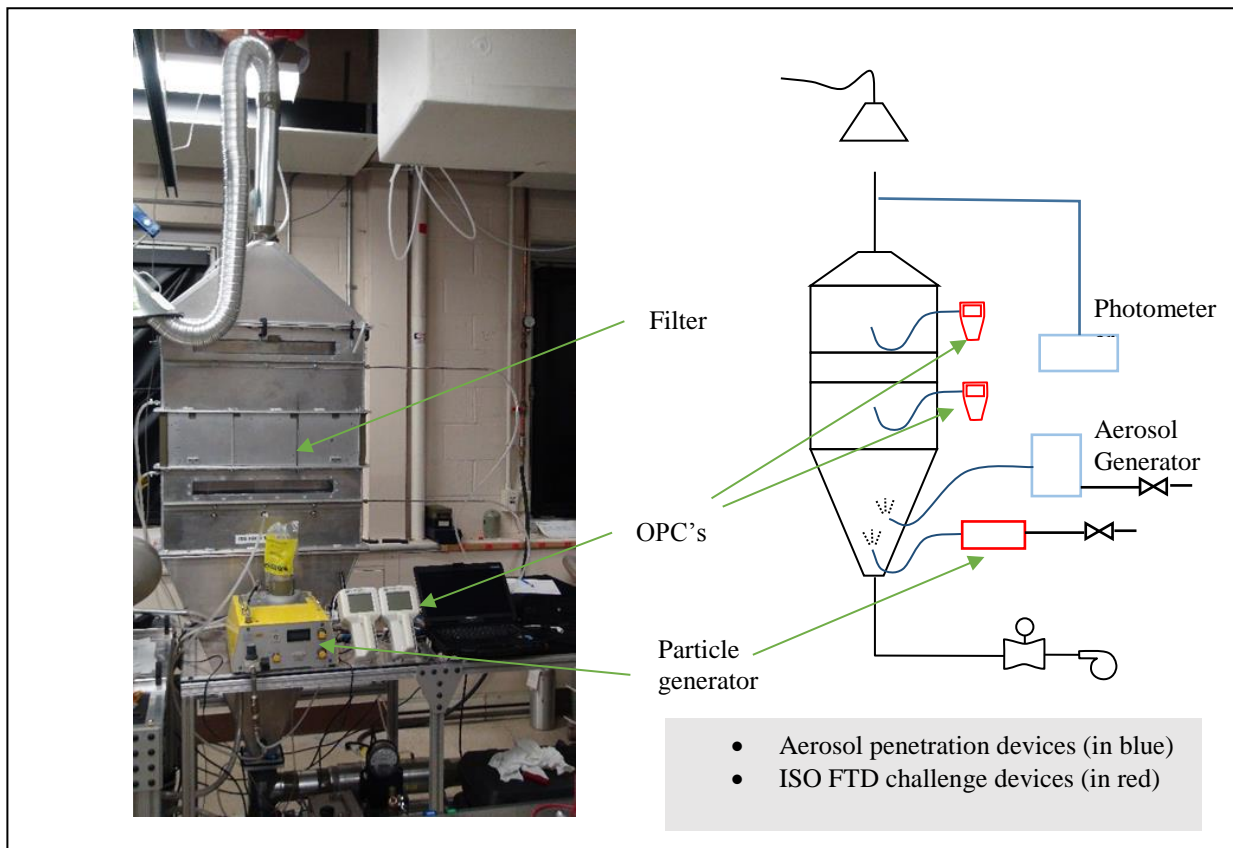 Filter
Photometer
Aerosol
Generator
OPC’s
Particle
generator
• Aerosol penetration devices (in blue)
• ISO FTD challenge devices (in red)